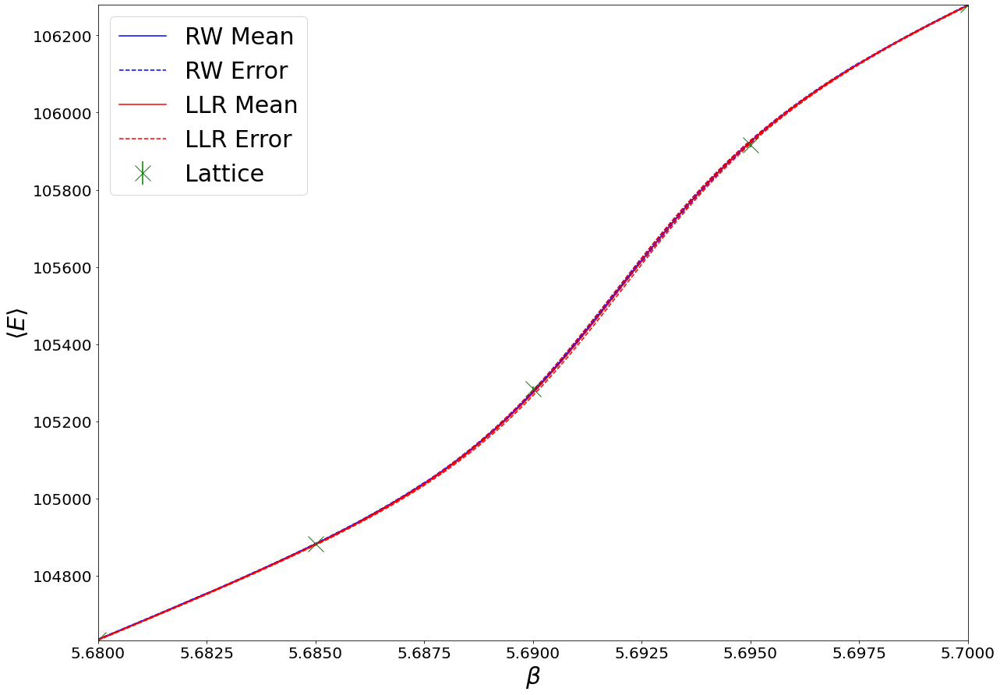 RW Mean
RW Error
LLR Mean
LLR Error
Lattice
⟨E⟩
106200
106000
105800
105600
105400
105200
105000
104800
5.6800 5.6825 5.6850 5.6875 5.6900 5.6925 5.6950 5.6975 5.7000
β